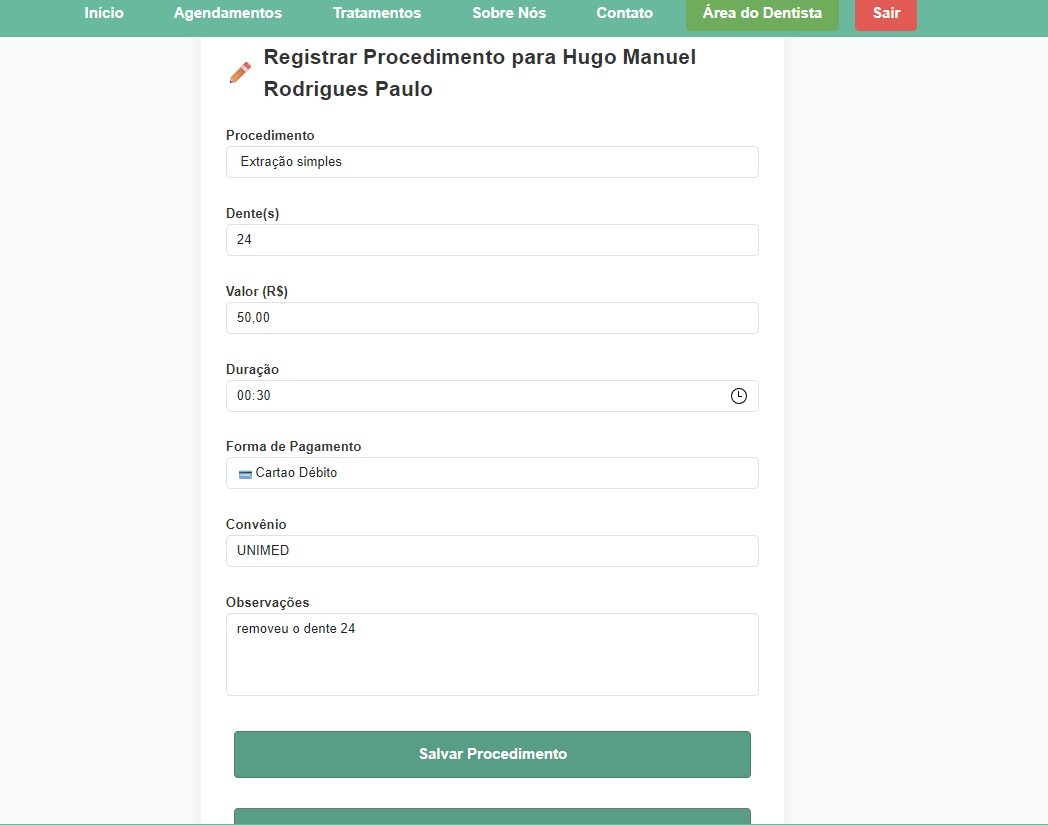 Início
Agendamentos
Tratamentos
Sobre Nós
Contato
Área do Dentista
Sair
Registrar Procedimento para Hugo Manuel
Rodrigues Paulo
Procedimento
Extração simples
Dente(s)
24
Valor (R$)
50,00
Duração
00:30
Forma de Pagamento
Cartao Débito
Convênio
UNIMED
Observações
removeu o dente 24
Salvar Procedimento